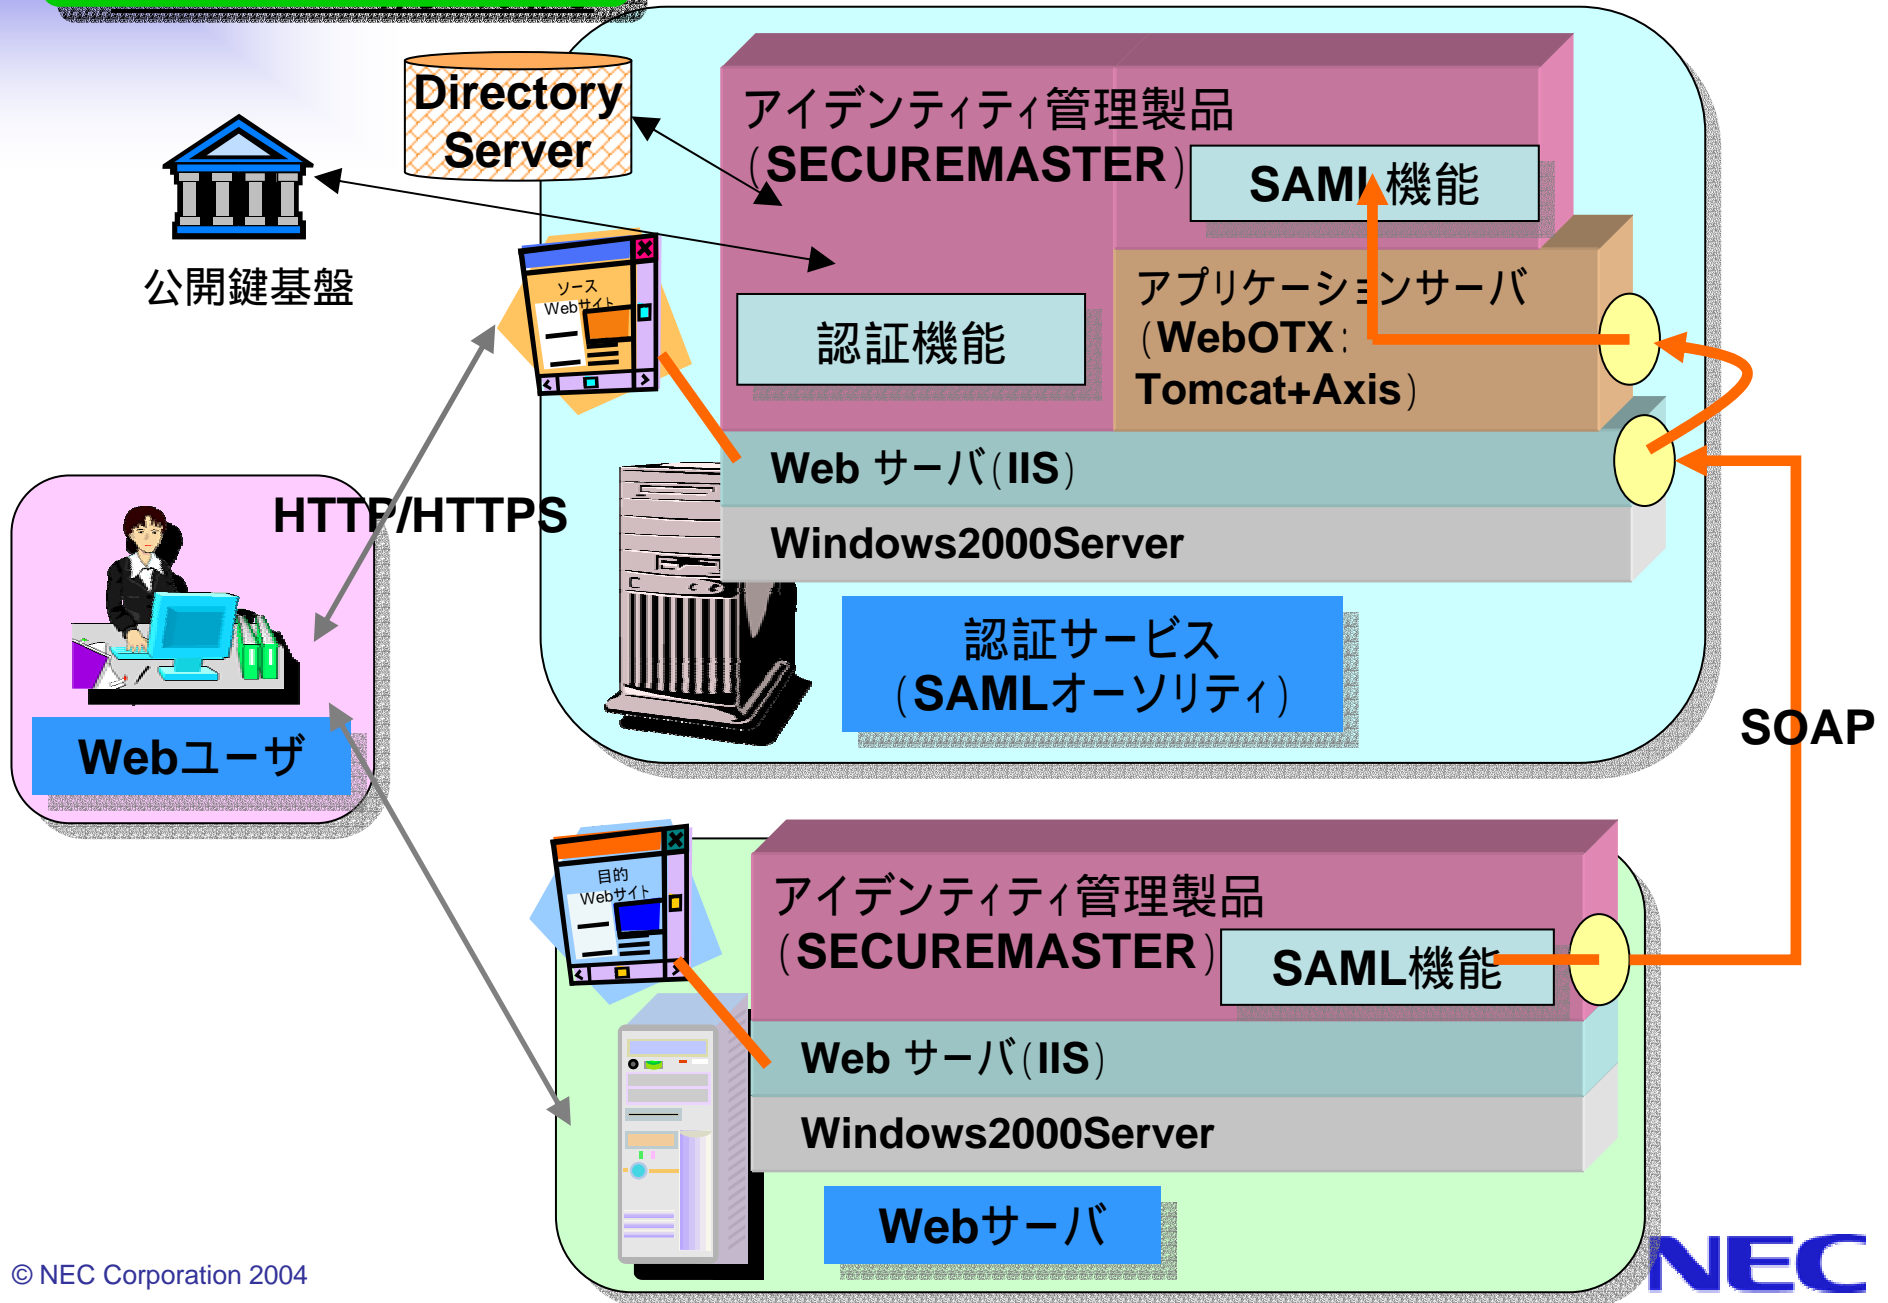 Directory
Server
アイデンティティ管理製品
(SECUREMASTER)
SAML機能
公開鍵基盤
ソース
Webサイト
認証機能
アプリケーションサーバ
(WebOTX:
Tomcat+Axis)
Web サーバ(IIS)
HTTP/HTTPS
Windows2000Server
認証サービス
(SAMLオーソリティ)
SOAP
Webユーザ
目的
Webサイト
アイデンティティ管理製品
(SECUREMASTER)
SAML機能
Web サーバ(IIS)
Windows2000Server
Webサーバ
© NEC Corporation 2004
NEC